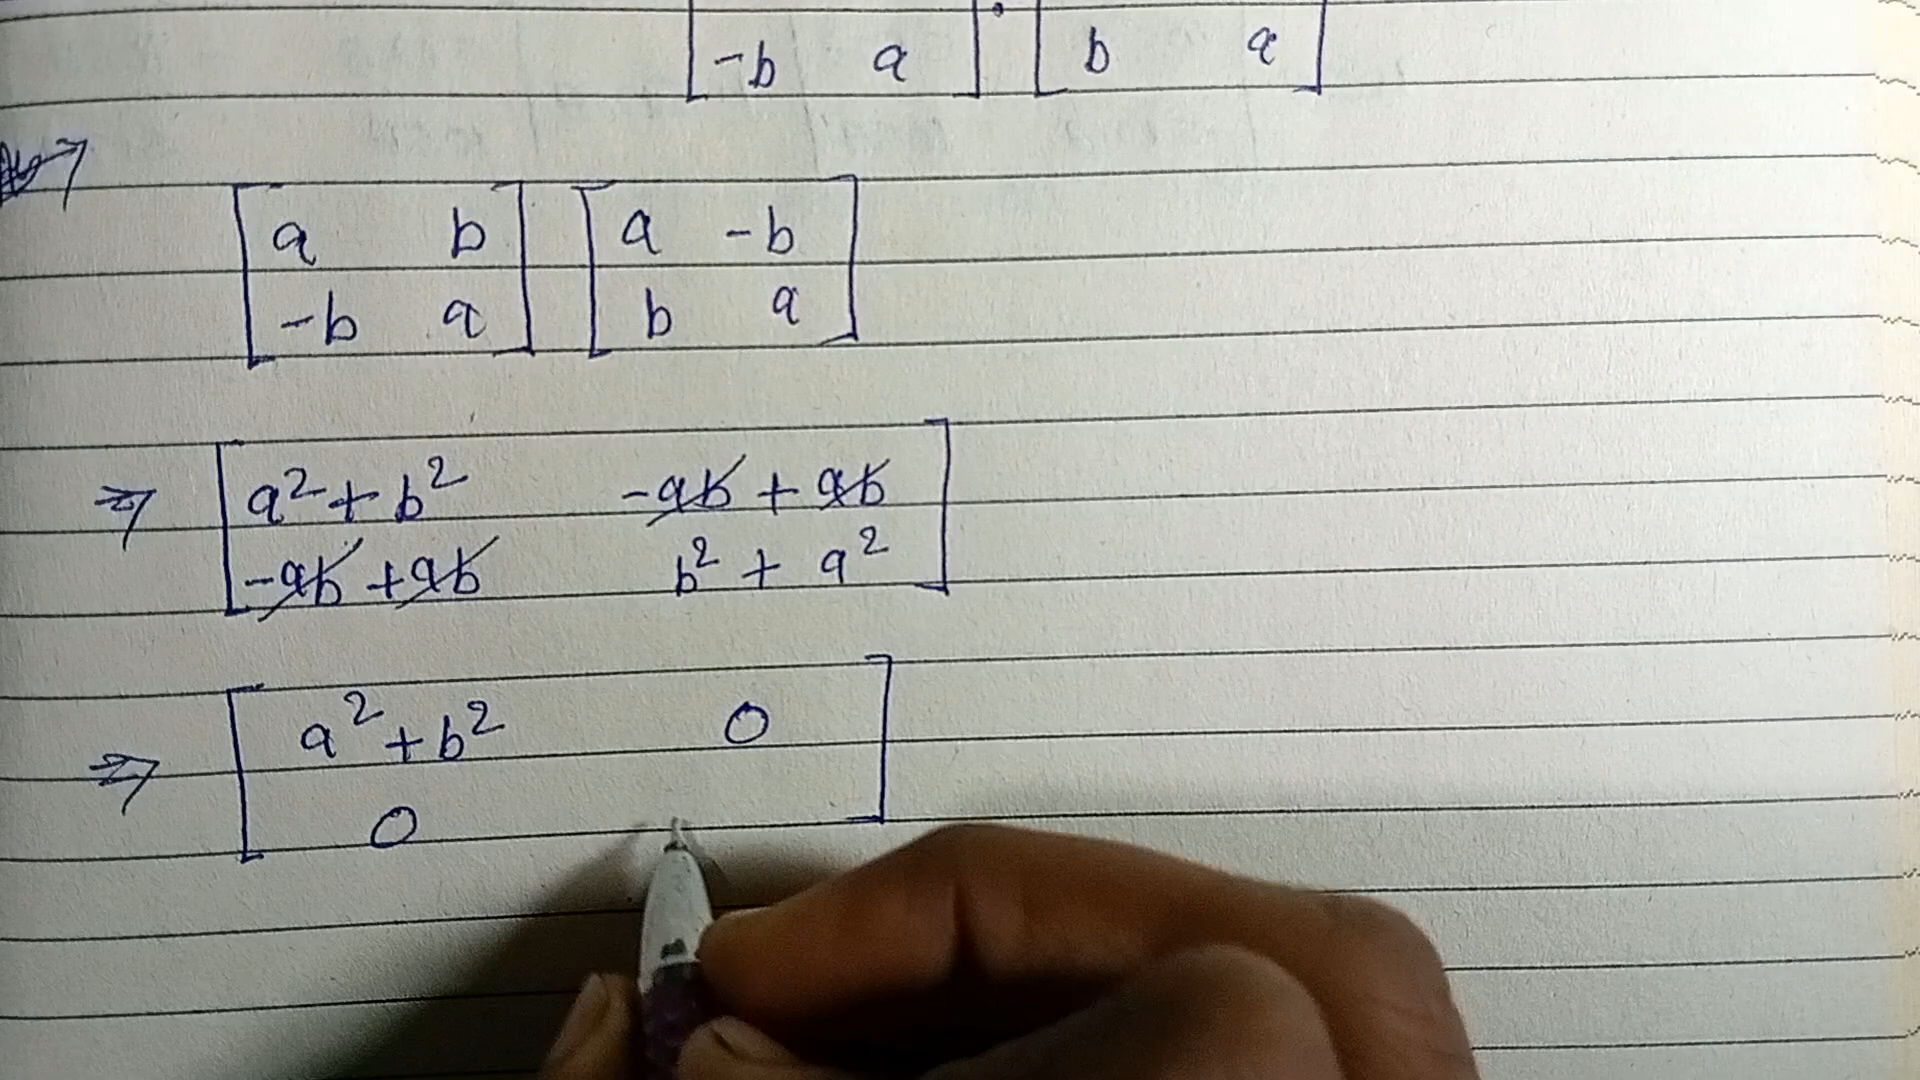 -b a . b a
→ 
a b a -b
-b a b a
⇒ a² + b² -ab + ab
-ab + ab b² + a²
⇒ a² + b² 0
0